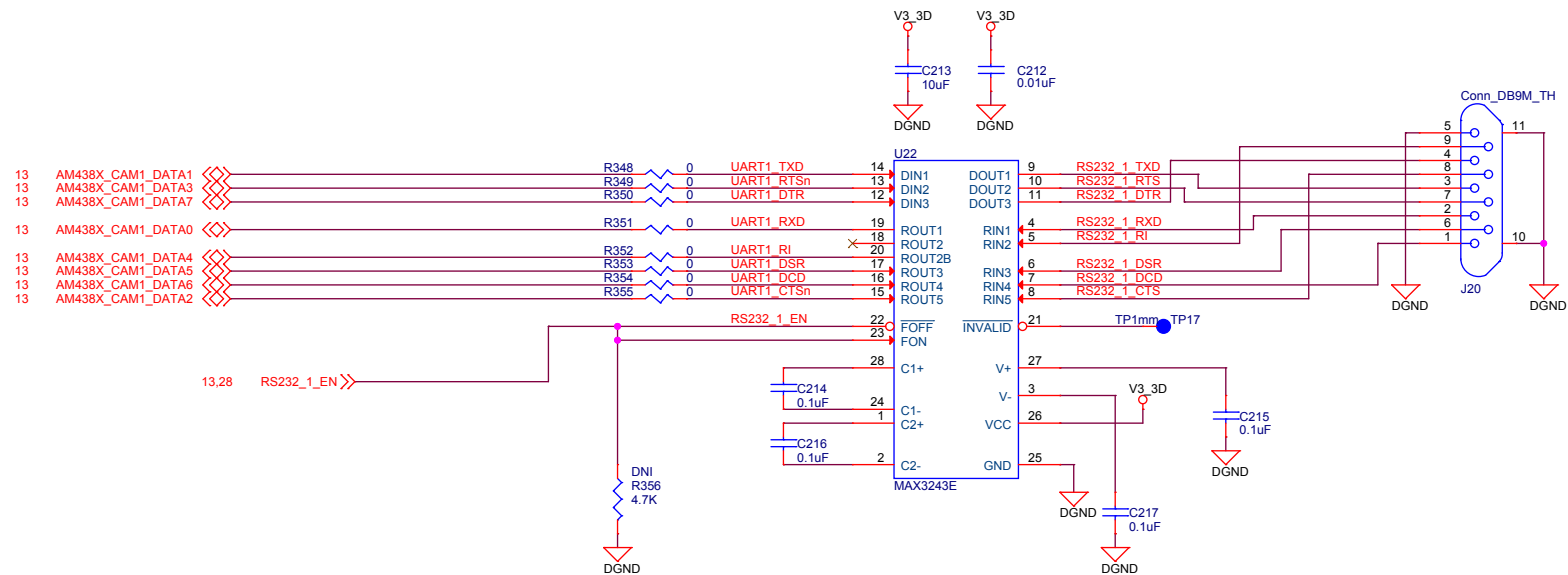 V3_3D V3_3D
C213 C212
10uF 0.01uF
DGND DGND
Conn_DB9M_TH
U22
5 11
9
13 AM438X_CAM1_DATA1 R348 0 UART1_TXD 14 DIN1 DOUT1 9 RS232_1_TXD 4
13 AM438X_CAM1_DATA3 R349 0 UART1_RTSn 13 DIN2 DOUT2 10 RS232_1_RTS 8
13 AM438X_CAM1_DATA7 R350 0 UART1_DTR 12 DIN3 DOUT3 11 RS232_1_DTR 3
7
13 AM438X_CAM1_DATA0 R351 0 UART1_RXD 19 ROUT1 RIN1 4 RS232_1_RXD 2
18 ROUT2 RIN2 5 RS232_1_RI 6
13 AM438X_CAM1_DATA4 R352 0 UART1_RI 20 ROUT2B 1 10
13 AM438X_CAM1_DATA5 R353 0 UART1_DSR 17 ROUT3 RIN3 6 RS232_1_DSR
13 AM438X_CAM1_DATA6 R354 0 UART1_DCD 16 ROUT4 RIN4 7 RS232_1_DCD
13 AM438X_CAM1_DATA2 R355 0 UART1_CTSn 15 ROUT5 RIN5 8 RS232_1_CTS
J20
DGND DGND
RS232_1_EN 22 FOFF INVALID 21 TP1mm TP17
23 FON
28 C1+ V+ 27
13,28 RS232_1_EN
C214
0.1uF
V3_3D
3 V-
24 C1-
1 C2+ VCC 26
C215
0.1uF
C216
0.1uF
2 C2- GND 25
DGND
MAX3243E
DNI
R356
4.7K
DGND
C217
0.1uF
DGND DGND